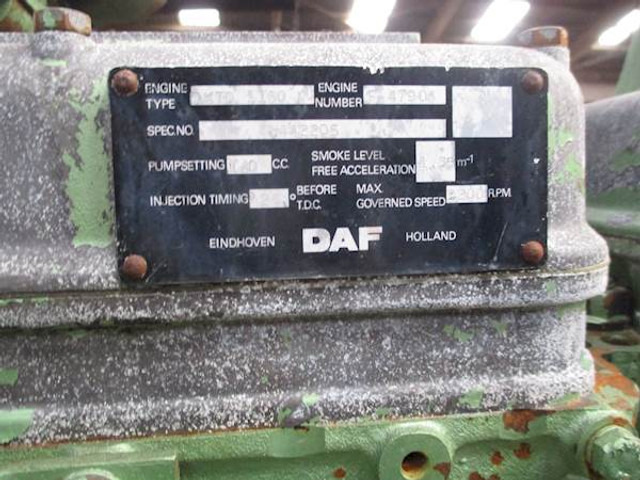 ENGINE TYPE ENGINE NUMBER
SPEC.NO.
PUMPSETTING CC. SMOKE LEVEL FREE ACCELERATION m-1
INJECTION TIMING ° BEFORE T.D.C. MAX. GOVERNED SPEED RPM
EINDHOVEN DAF HOLLAND